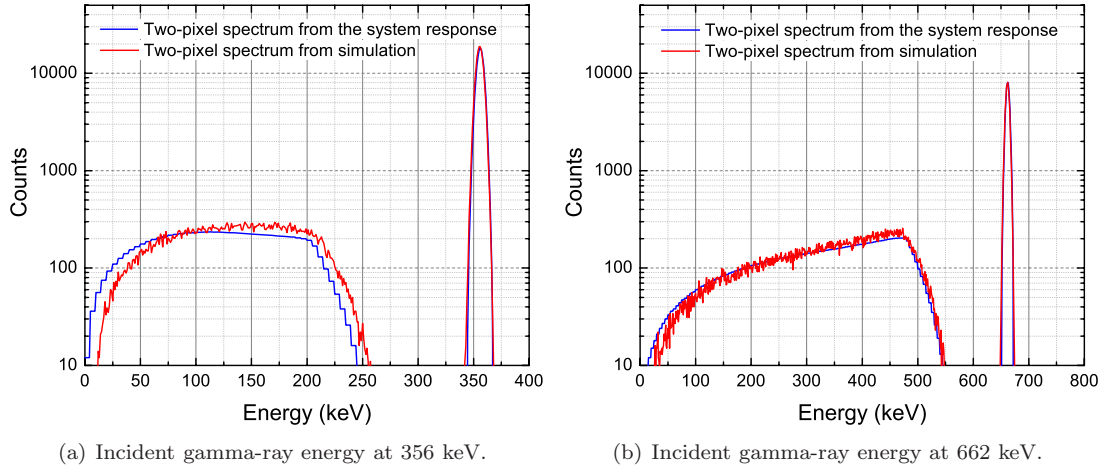 Two-pixel spectrum from the system response
Two-pixel spectrum from simulation
10000
1000
100
10
Counts
0 50 100 150 200 250 300 350 400
Energy (keV)
(a) Incident gamma-ray energy at 356 keV.
Two-pixel spectrum from the system response
Two-pixel spectrum from simulation
10000
1000
100
10
Counts
0 100 200 300 400 500 600 700 800
Energy (keV)
(b) Incident gamma-ray energy at 662 keV.